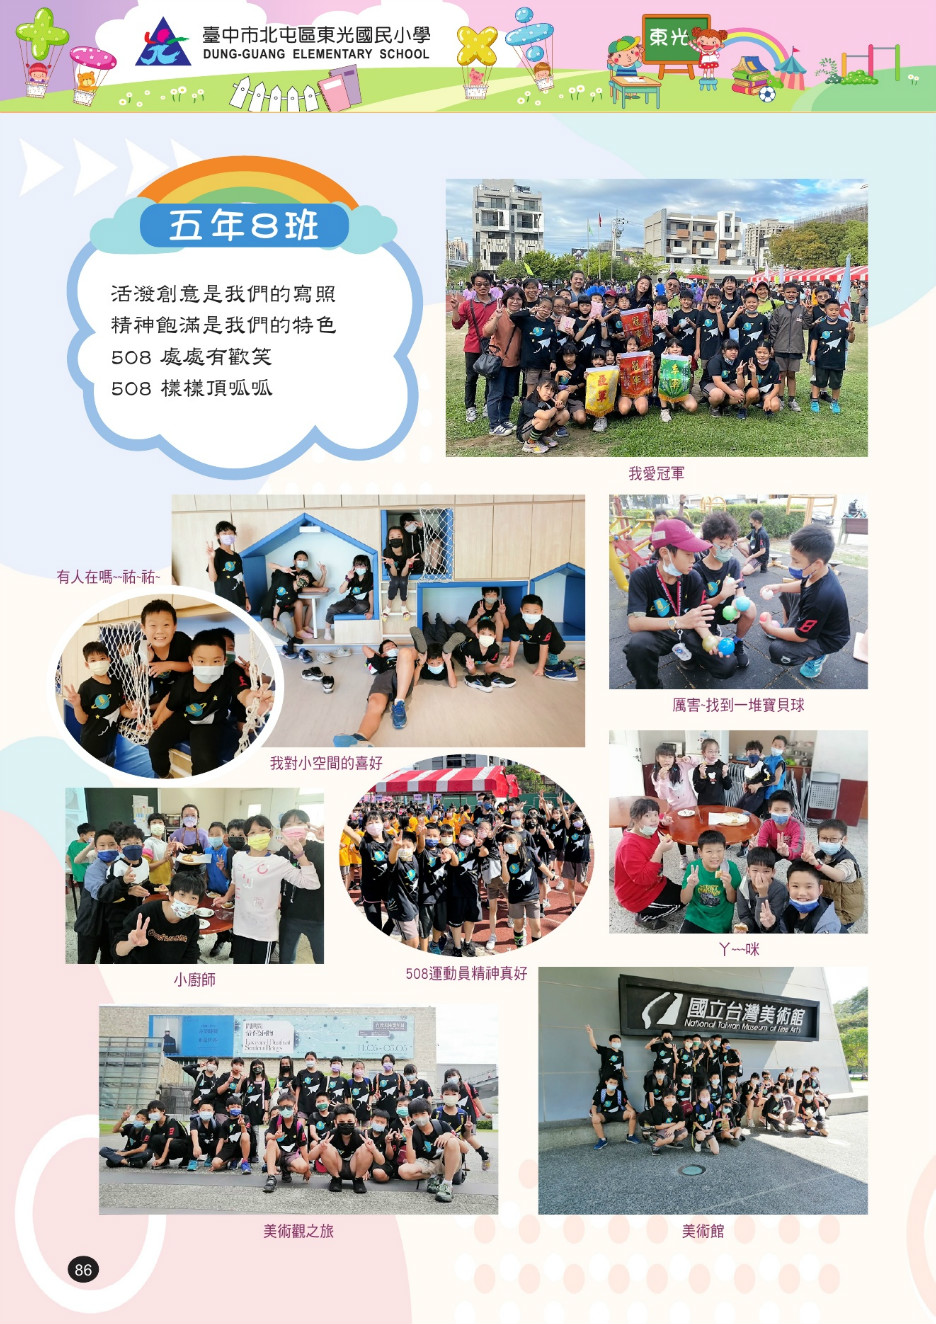 臺中市北屯區東光國民小學
DUNG-GUANG ELEMENTARY SCHOOL
東光
五年8班
活潑創意是我們的寫照
精神飽滿是我們的特色
508 處處有歡笑
508 樣樣頂呱呱
我愛冠軍
有人在嗎~~祐~祐~
我對小空間的喜好
厲害~找到一堆寶貝球
小廚師
508運動員精神真好
ㄚ~~~咪
國立台灣美術館
National Taiwan Museum of Fine Arts
美術觀之旅
美術館
86